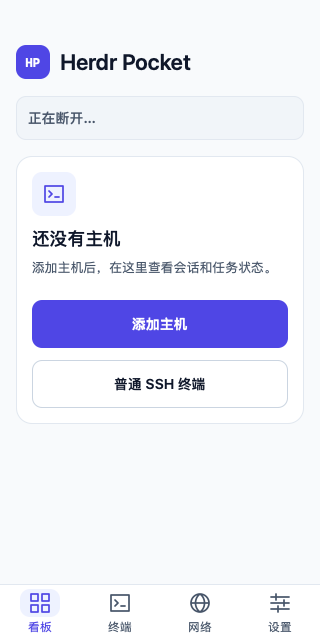 HP
Herdr Pocket
正在断开...
还没有主机
添加主机后，在这里查看会话和任务状态。
添加主机
普通 SSH 终端
看板
终端
网络
设置